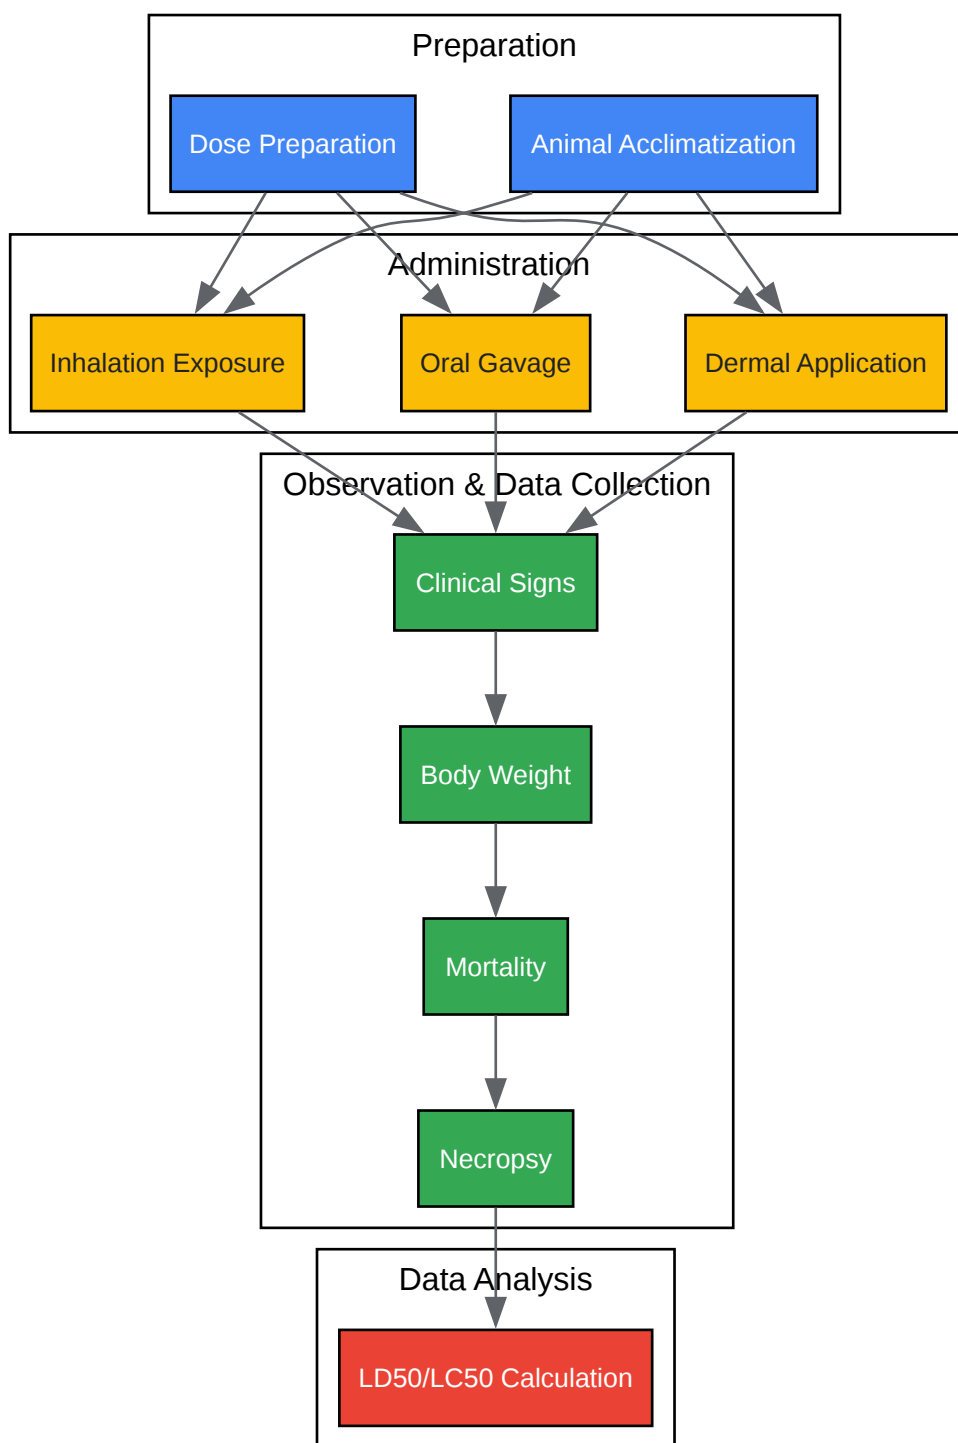 Preparation
Dose Preparation
Animal Acclimatization
Administration
Inhalation Exposure
Oral Gavage
Dermal Application
Observation & Data Collection
Clinical Signs
Body Weight
Mortality
Necropsy
Data Analysis
LD50/LC50 Calculation